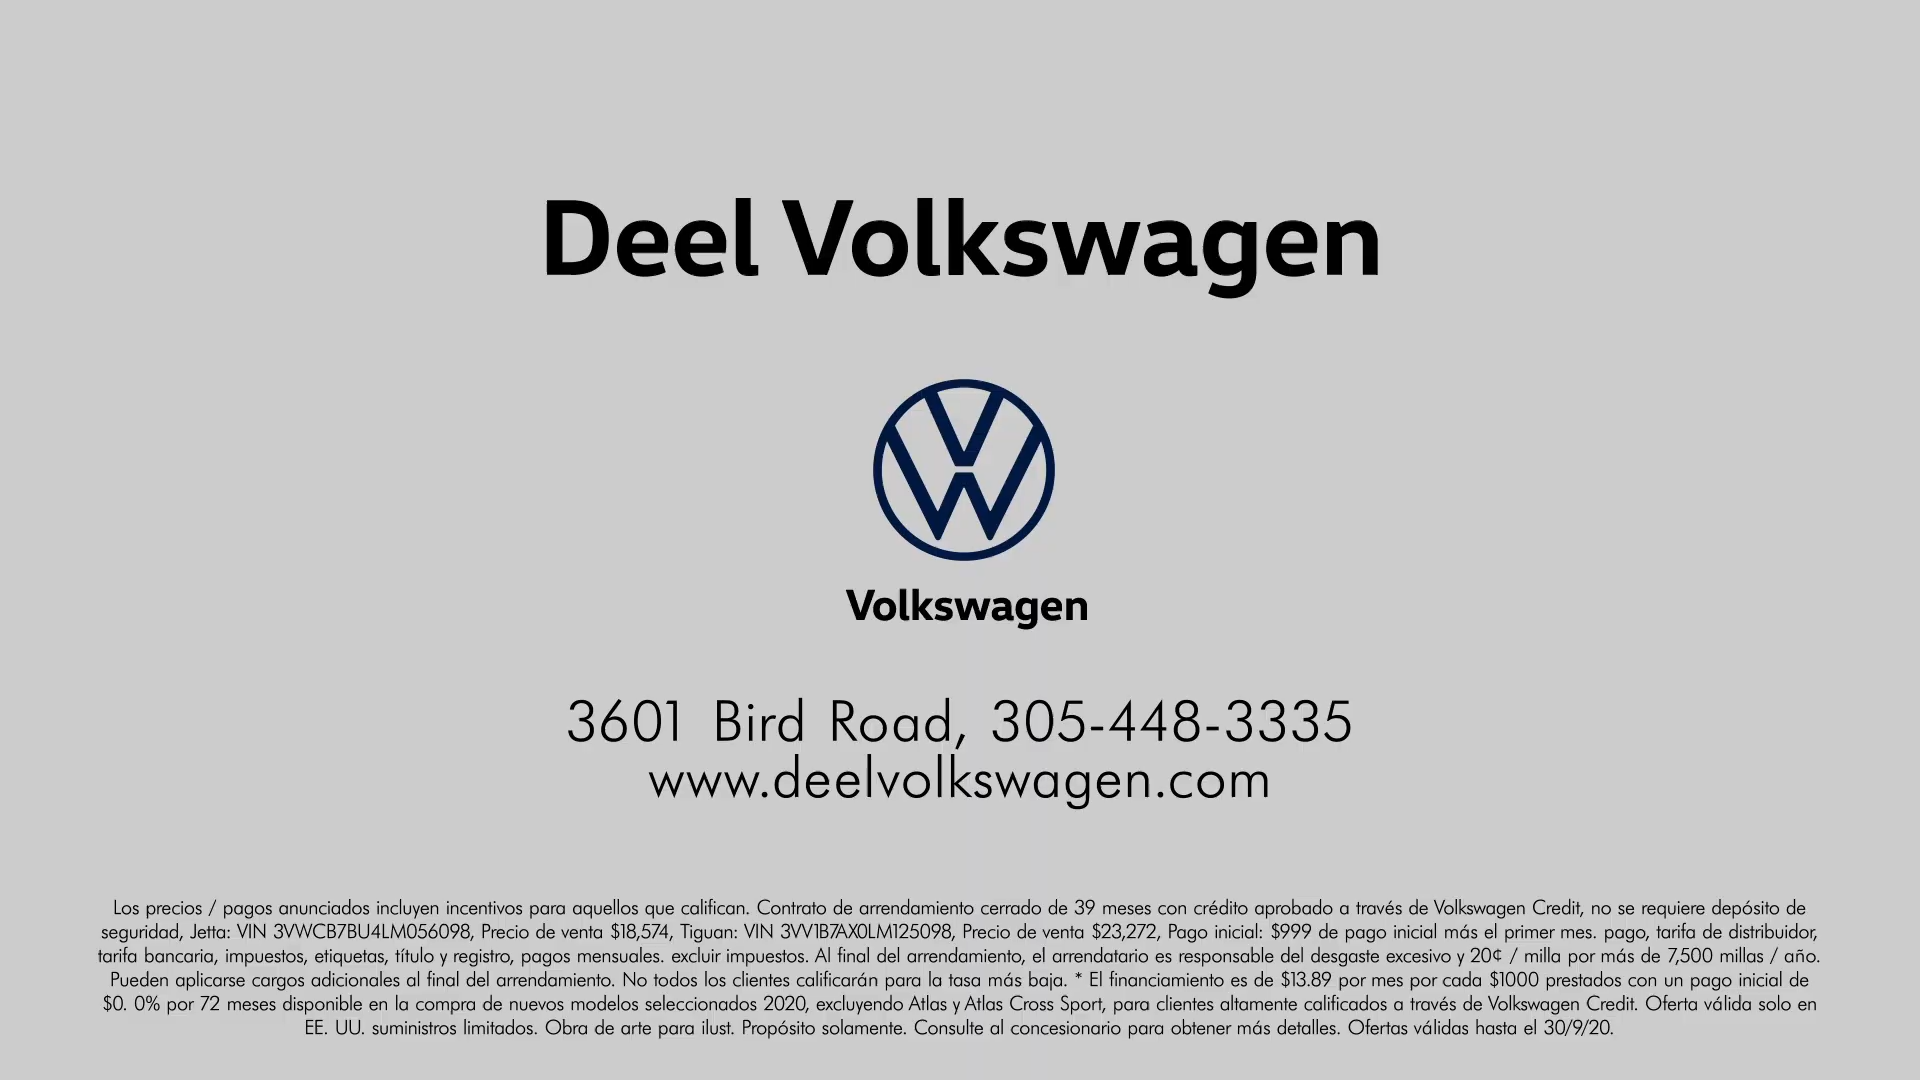 Deel Volkswagen
Volkswagen
3601 Bird Road, 305-448-3335
www.deelvolkswagen.com
Los precios / pagos anunciados incluyen incentivos para aquellos que califican. Contrato de arrendamiento cerrado de 39 meses con crédito aprobado a través de Volkswagen Credit, no se requiere depósito de
seguridad, Jetta: VIN 3VWCB7BU4LM056098, Precio de venta $18,574, Tiguan: VIN 3VV1B7AX0LM125098, Precio de venta $23,272, Pago inicial: $999 de pago inicial más el primer mes. pago, tarifa de distribuidor,
tarifa bancaria, impuestos, etiquetas, título y registro, pagos mensuales. excluir impuestos. Al final del arrendamiento, el arrendatario es responsable del desgaste excesivo y 20¢ / milla por más de 7,500 millas / año.
Pueden aplicarse cargos adicionales al final del arrendamiento. No todos los clientes calificarán para la tasa más baja. * El financiamiento es de $13.89 por mes por cada $1000 prestados con un pago inicial de
$0. 0% por 72 meses disponible en la compra de nuevos modelos seleccionados 2020, excluyendo Atlas y Atlas Cross Sport, para clientes altamente calificados a través de Volkswagen Credit. Oferta válida solo en
EE. UU. suministros limitados. Obra de arte para ilust. Propósito solamente. Consulte al concesionario para obtener más detalles. Ofertas válidas hasta el 30/9/20.